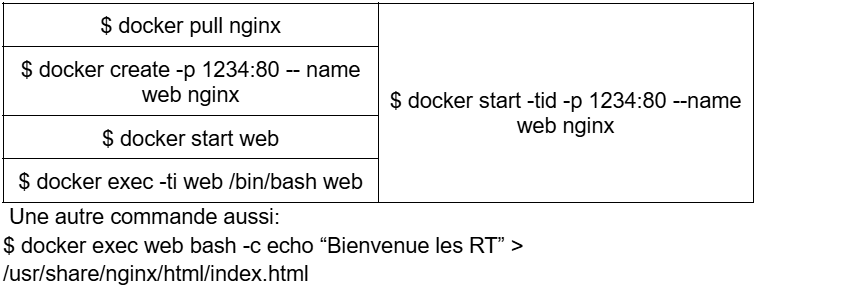 $ docker pull nginx
$ docker create -p 1234:80 -- name
web nginx
$ docker start web
$ docker exec -ti web /bin/bash web
$ docker start -tid -p 1234:80 --name
web nginx
Une autre commande aussi:
$ docker exec web bash -c echo “Bienvenue les RT” >
/usr/share/nginx/html/index.html